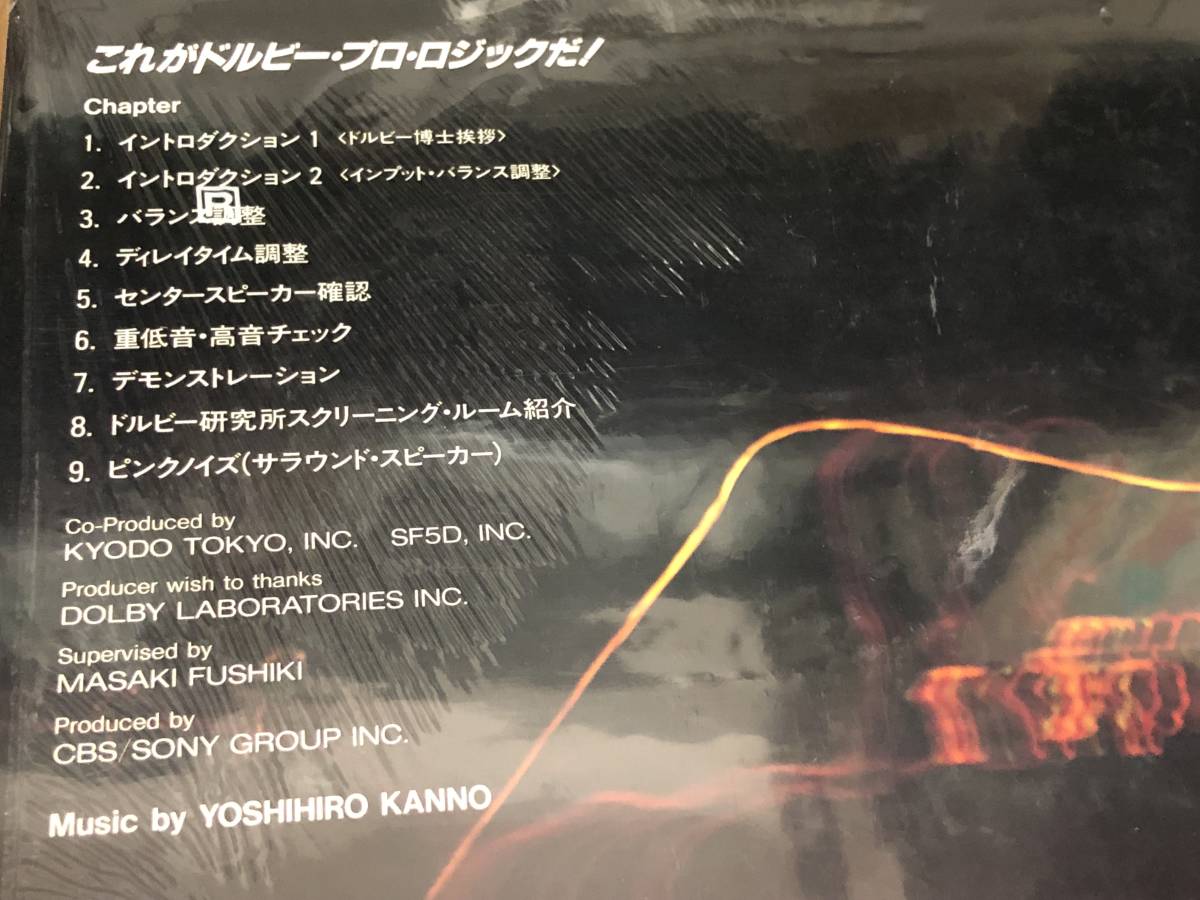 これがドルビー・プロ・ロジックだ!
Chapter
1. イントロダクション1 〈ドルビー博士挨拶〉
2. イントロダクション2 〈インプット・バランス調整〉
3. バランス調整
R
4. ディレイタイム調整
5. センタースピーカー確認
6. 重低音・高音チェック
7. デモンストレーション
8. ドルビー研究所スクリーニング・ルーム紹介
9. ピンクノイズ(サラウンド・スピーカー)
Co-Produced by
KYODO TOKYO, INC. SF5D, INC.
Producer wish to thanks
DOLBY LABORATORIES INC.
Supervised by
MASAKI FUSHIKI
Produced by
CBS/SONY GROUP INC.
Music by YOSHIHIRO KANNO